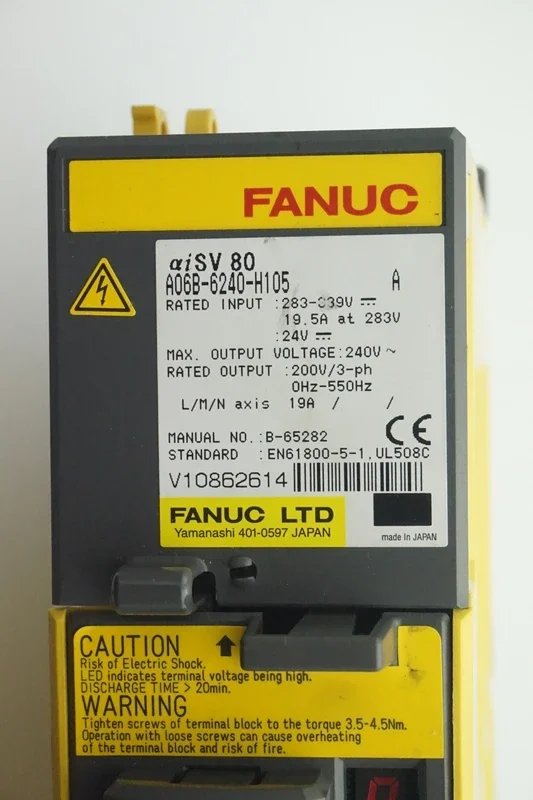 FANUC
αiSV 80
A06B-6240-H105 A
RATED INPUT :283-339V ⎓
19.5A at 283V
:24V ⎓
MAX. OUTPUT VOLTAGE:240V ~
RATED OUTPUT :200V/3-ph
0Hz-550Hz
L/M/N axis 19A / /
MANUAL NO.:B-65282
STANDARD :EN61800-5-1,UL508C
CE
V10862614
FANUC LTD
Yamanashi 401-0597 JAPAN
made in JAPAN
CAUTION
Risk of Electric Shock.
LED indicates terminal voltage being high.
DISCHARGE TIME > 20min.
WARNING
Tighten screws of terminal block to the torque 3.5-4.5Nm.
Operation with loose screws can cause overheating
of the terminal block and risk of fire.